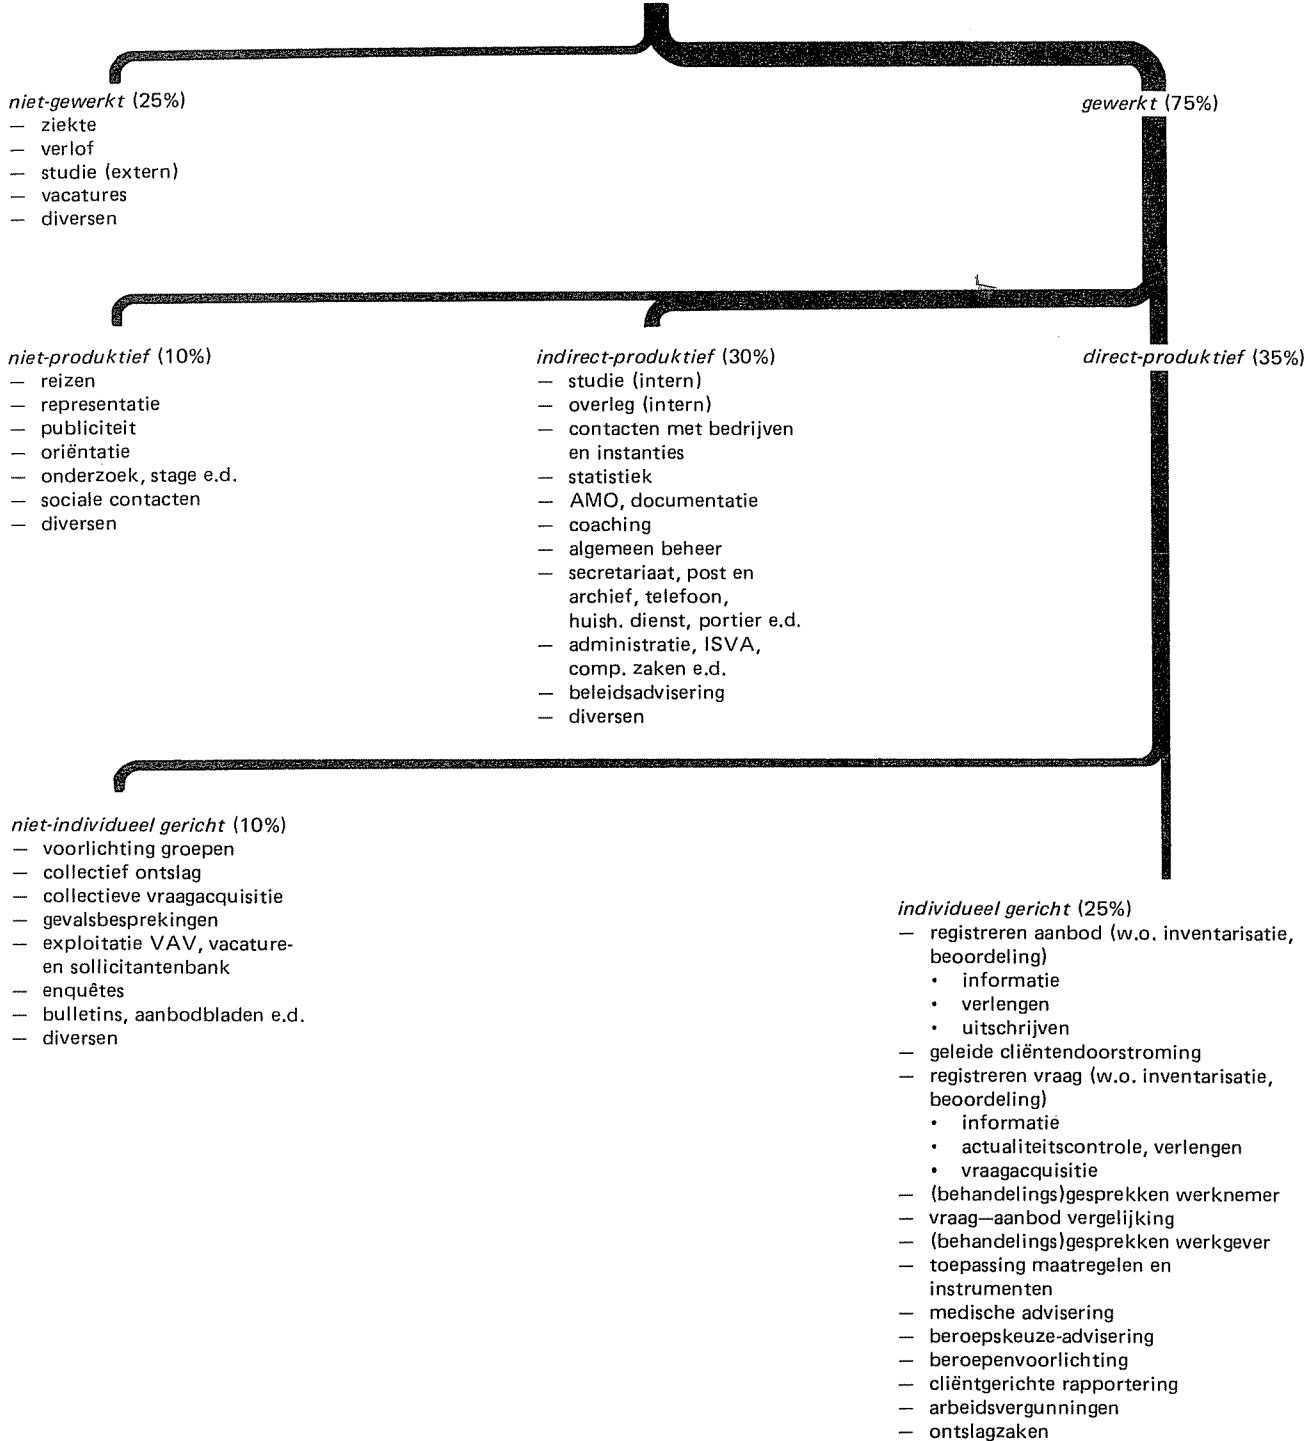 niet-gewerkt (25%)
— ziekte
— verlof
— studie (extern)
— vacatures
— diversen
gewerkt (75%)
niet-produktief (10%)
— reizen
— representatie
— publiciteit
— oriëntatie
— onderzoek, stage e.d.
— sociale contacten
— diversen
indirect-produktief (30%)
— studie (intern)
— overleg (intern)
— contacten met bedrijven
en instanties
— statistiek
— AMO, documentatie
— coaching
— algemeen beheer
— secretariaat, post en
archief, telefoon,
huish. dienst, portier e.d.
— administratie, ISVA,
comp. zaken e.d.
— beleidsadvisering
— diversen
direct-produktief (35%)
niet-individueel gericht (10%)
— voorlichting groepen
— collectief ontslag
— collectieve vraagacquisitie
— gevalsbesprekingen
— exploitatie VAV, vacature-
en sollicitantenbank
— enquêtes
— bulletins, aanbodbladen e.d.
— diversen
individueel gericht (25%)
— registreren aanbod (w.o. inventarisatie,
beoordeling)
• informatie
• verlengen
• uitschrijven
— geleide cliëntendoorstroming
— registreren vraag (w.o. inventarisatie,
beoordeling)
• informatie
• actualiteitscontrole, verlengen
• vraagacquisitie
— (behandelings)gesprekken werknemer
— vraag—aanbod vergelijking
— (behandelings)gesprekken werkgever
— toepassing maatregelen en
instrumenten
— medische advisering
— beroepskeuze-advisering
— beroepenvoorlichting
— cliëntgerichte rapportering
— arbeidsvergunningen
— ontslagzaken